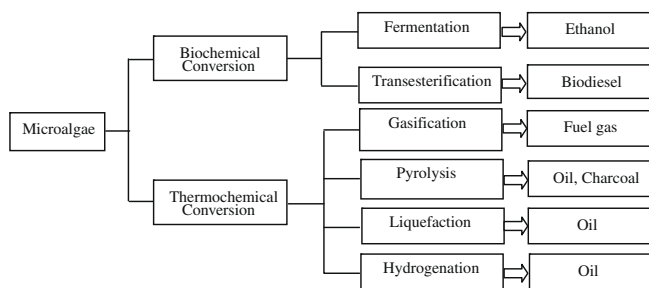 Microalgae
Biochemical
Conversion
Fermentation
Ethanol
Transesterification
Biodiesel
Thermochemical
Conversion
Gasification
Fuel gas
Pyrolysis
Oil, Charcoal
Liquefaction
Oil
Hydrogenation
Oil